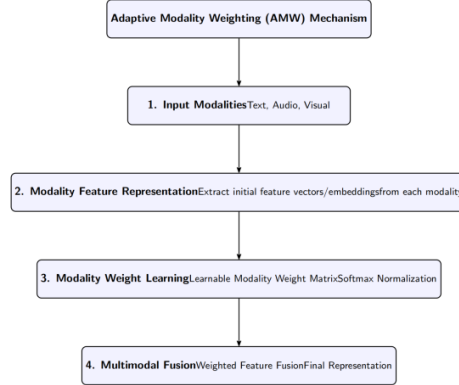 Adaptive Modality Weighting (AMW) Mechanism
1. Input ModalitiesText, Audio, Visual
2. Modality Feature RepresentationExtract initial feature vectors/embeddingsfrom each modality
3. Modality Weight LearningLearnable Modality Weight MatrixSoftmax Normalization
4. Multimodal FusionWeighted Feature FusionFinal Representation